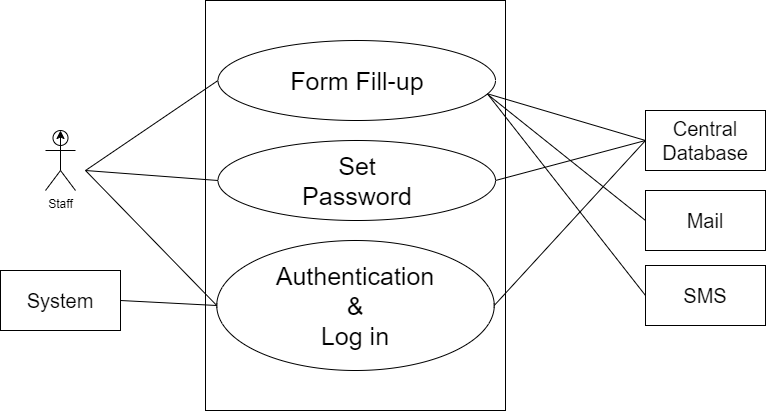 Form Fill-up
Set
Password
Authentication
&
Log in
Staff
System
Central
Database
Mail
SMS